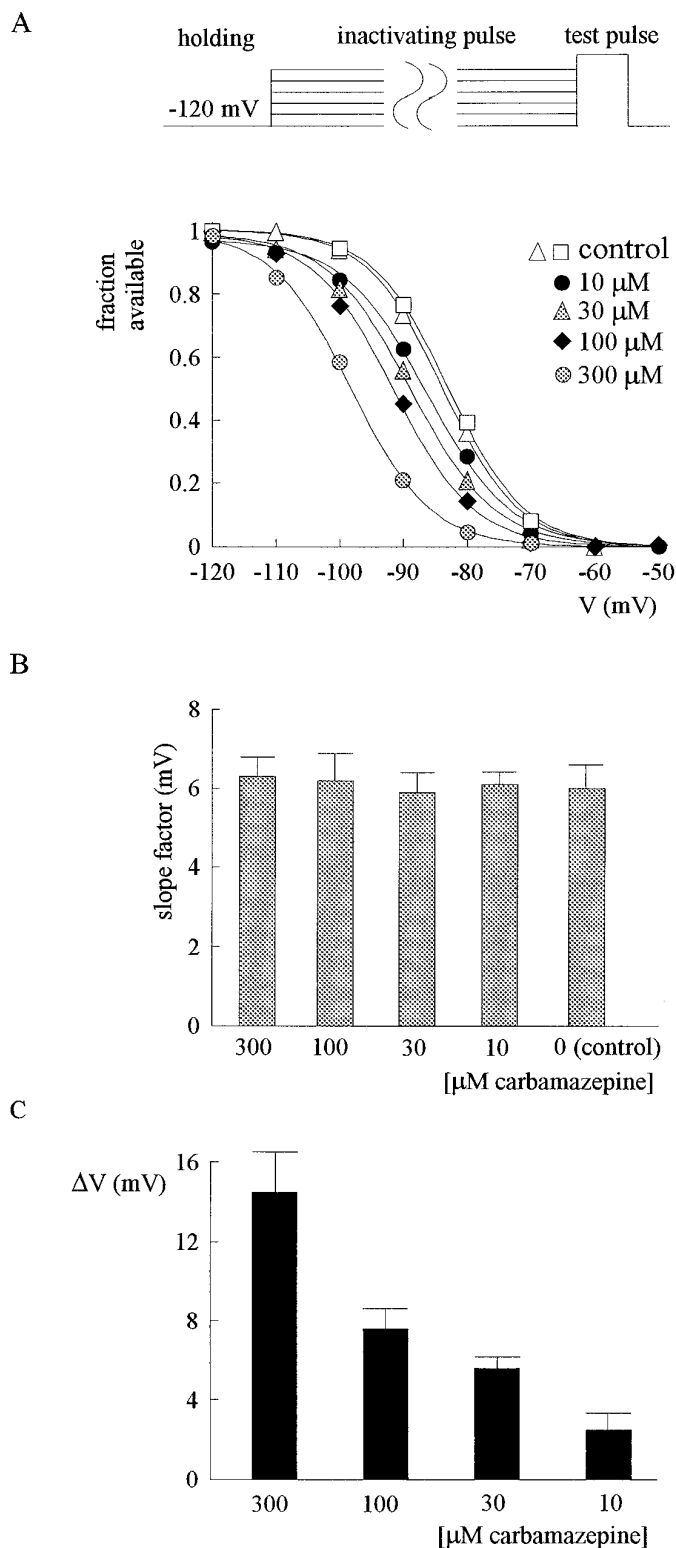 A
holding inactivating pulse test pulse
-120 mV
fraction
available
1
0.8
0.6
0.4
0.2
0
control
10 μM
30 μM
100 μM
300 μM
-120 -110 -100 -90 -80 -70 -60 -50
V (mV)
B
slope factor (mV)
8
6
4
2
0
300 100 30 10 0 (control)
[μM carbamazepine]
C
ΔV (mV)
16
12
8
4
0
300 100 30 10
[μM carbamazepine]